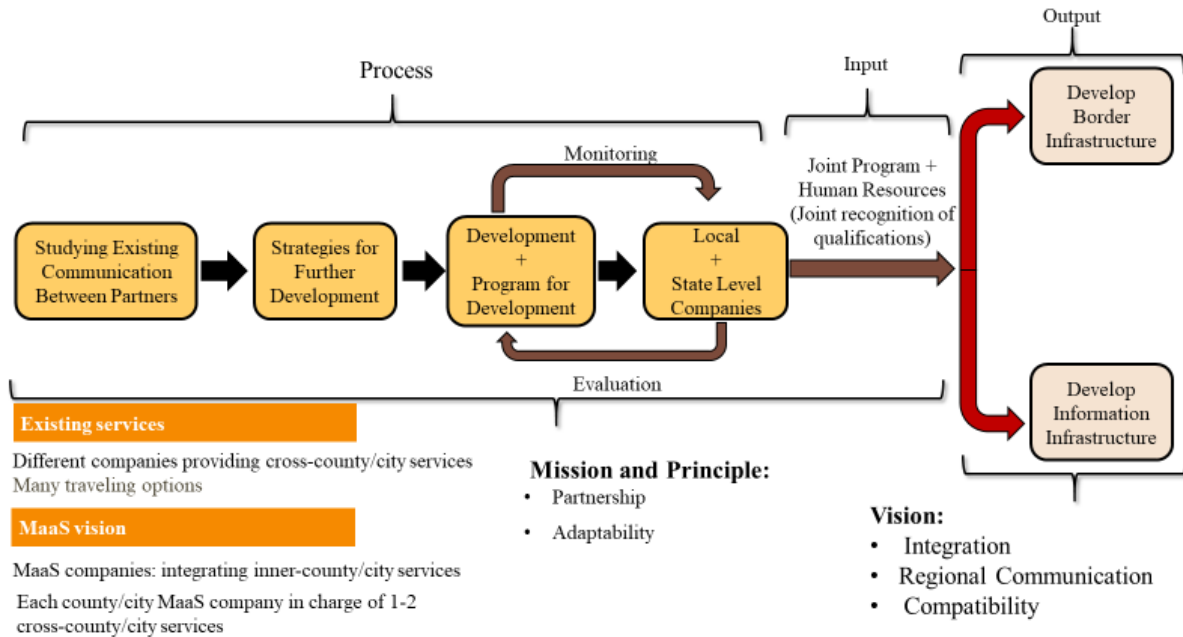 Output
Process
Input
Monitoring
Develop
Border
Infrastructure
Joint Program +
Human Resources
(Joint recognition of
qualifications)
Studying Existing
Communication
Between Partners
Strategies for
Further
Development
Development
+
Program for
Development
Local
+
State Level
Companies
Evaluation
Develop
Information
Infrastructure
Existing services
Different companies providing cross-county/city services
Many traveling options
MaaS vision
MaaS companies: integrating inner-county/city services
Each county/city MaaS company in charge of 1-2
cross-county/city services
Mission and Principle:
• Partnership
• Adaptability
Vision:
• Integration
• Regional Communication
• Compatibility